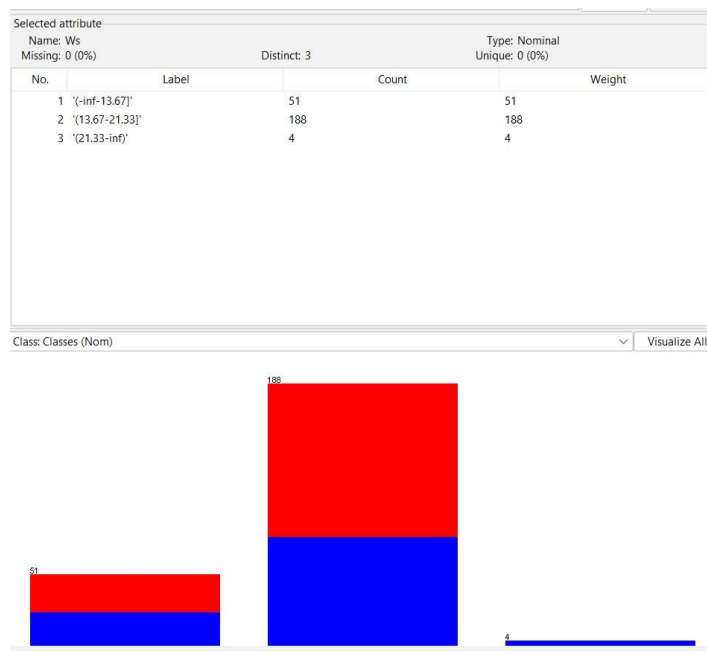 Selected attribute
Name: Ws Type: Nominal
Missing: 0 (0%) Distinct: 3 Unique: 0 (0%)
No. Label Count Weight
1 '(-inf-13.67]' 51 51
2 '(13.67-21.33]' 188 188
3 '(21.33-inf)' 4 4
Class: Classes (Nom) Visualize All
188
51
4